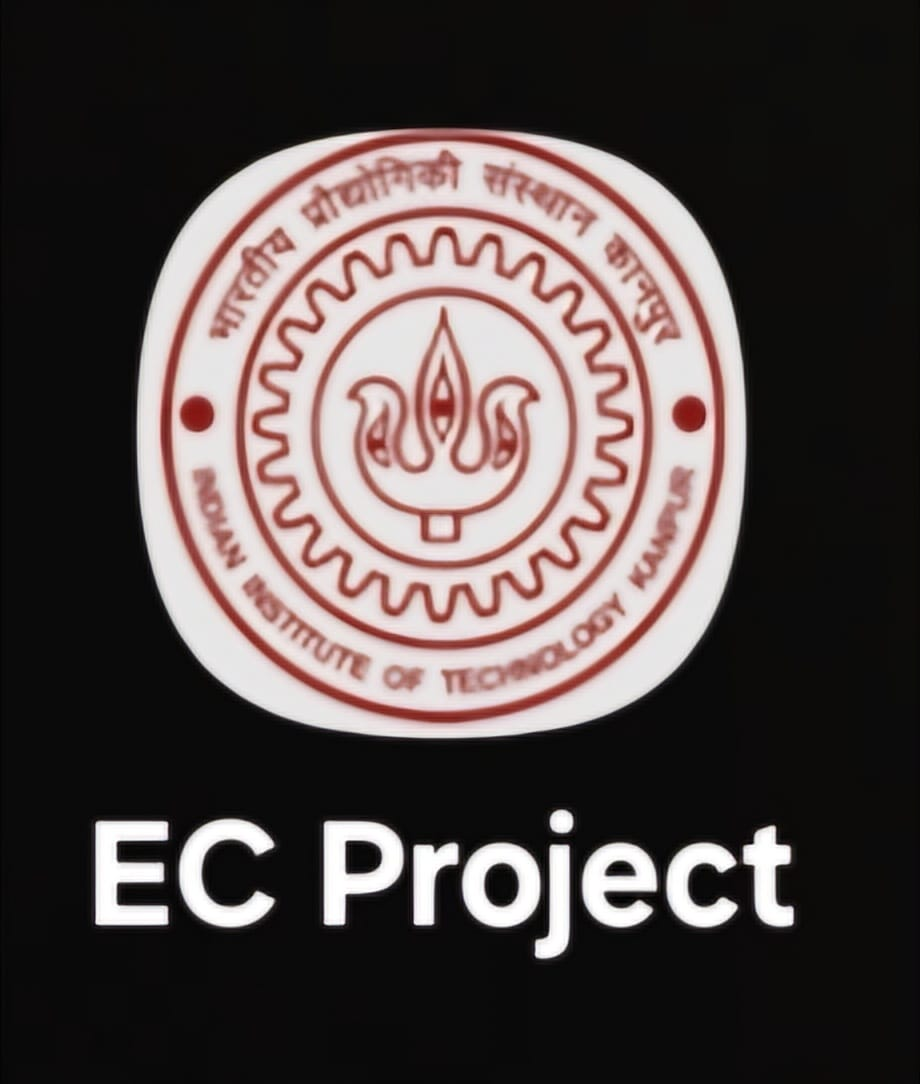 भारतीय प्रौद्योगिकी संस्थान कानपुर
INDIAN INSTITUTE OF TECHNOLOGY KANPUR
EC Project